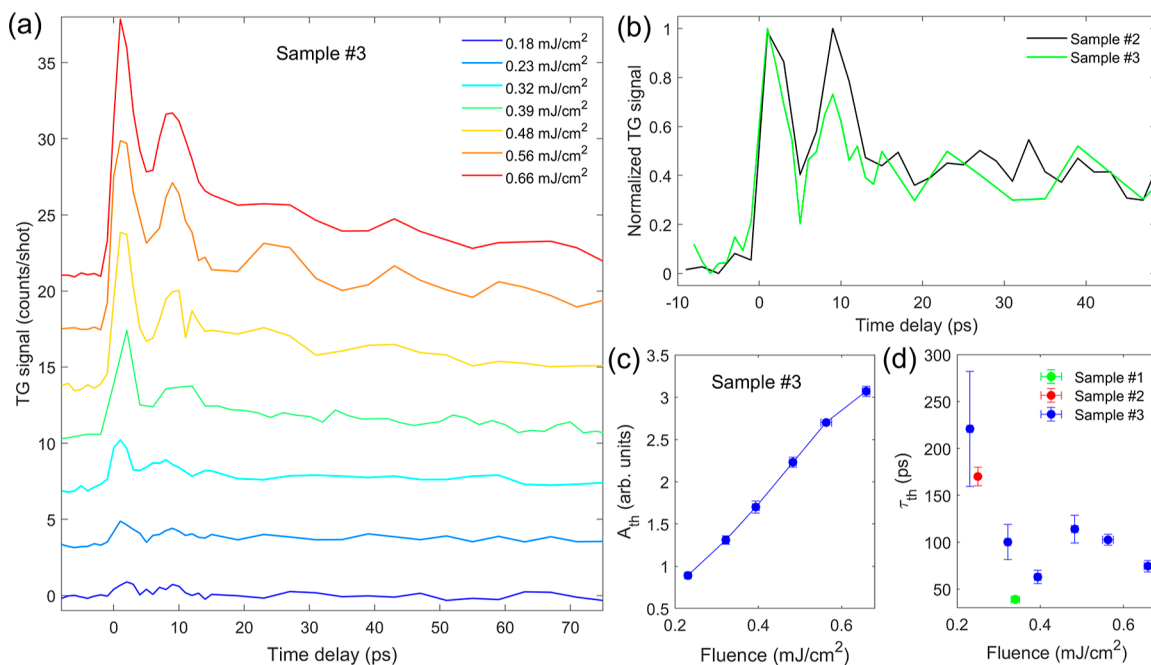 (a)
Sample #3
0.18 mJ/cm²
0.23 mJ/cm²
0.32 mJ/cm²
0.39 mJ/cm²
0.48 mJ/cm²
0.56 mJ/cm²
0.66 mJ/cm²
TG signal (counts/shot)
35
30
25
20
15
10
5
0
0 10 20 30 40 50 60 70
Time delay (ps)
(b)
Sample #2
Sample #3
Normalized TG signal
1
0.8
0.6
0.4
0.2
0
-10 0 10 20 30 40
Time delay (ps)
(c)
Sample #3
A_th (arb. units)
3.5
3
2.5
2
1.5
1
0.5
0.2 0.4 0.6
Fluence (mJ/cm²)
(d)
Sample #1
Sample #2
Sample #3
τ_th (ps)
300
250
200
150
100
50
0.2 0.4 0.6
Fluence (mJ/cm²)